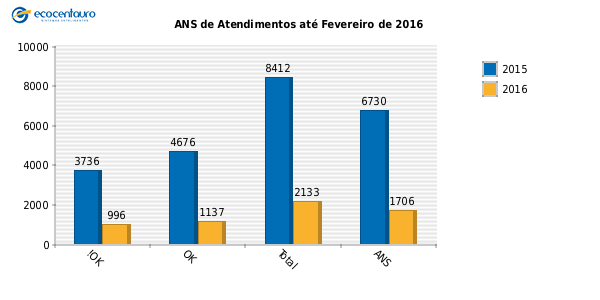 ecocentauro
ANS de Atendimentos até Fevereiro de 2016
10000
8000
6000
4000
2000
0
3736
996
4676
1137
8412
2133
6730
1706
!OK
OK
Total
ANS
2015
2016